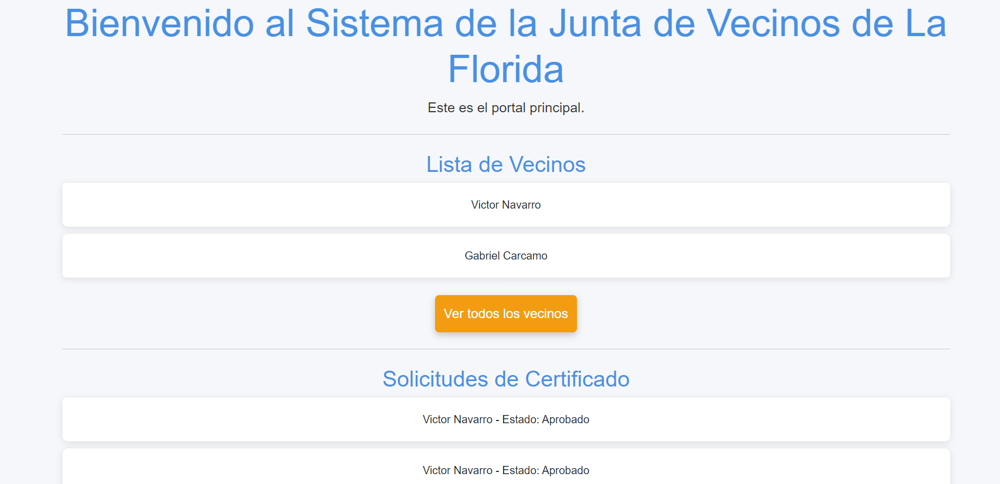 Bienvenido al Sistema de la Junta de Vecinos de La
Florida
Este es el portal principal.
Lista de Vecinos
Victor Navarro
Gabriel Carcamo
Ver todos los vecinos
Solicitudes de Certificado
Victor Navarro - Estado: Aprobado
Victor Navarro - Estado: Aprobado